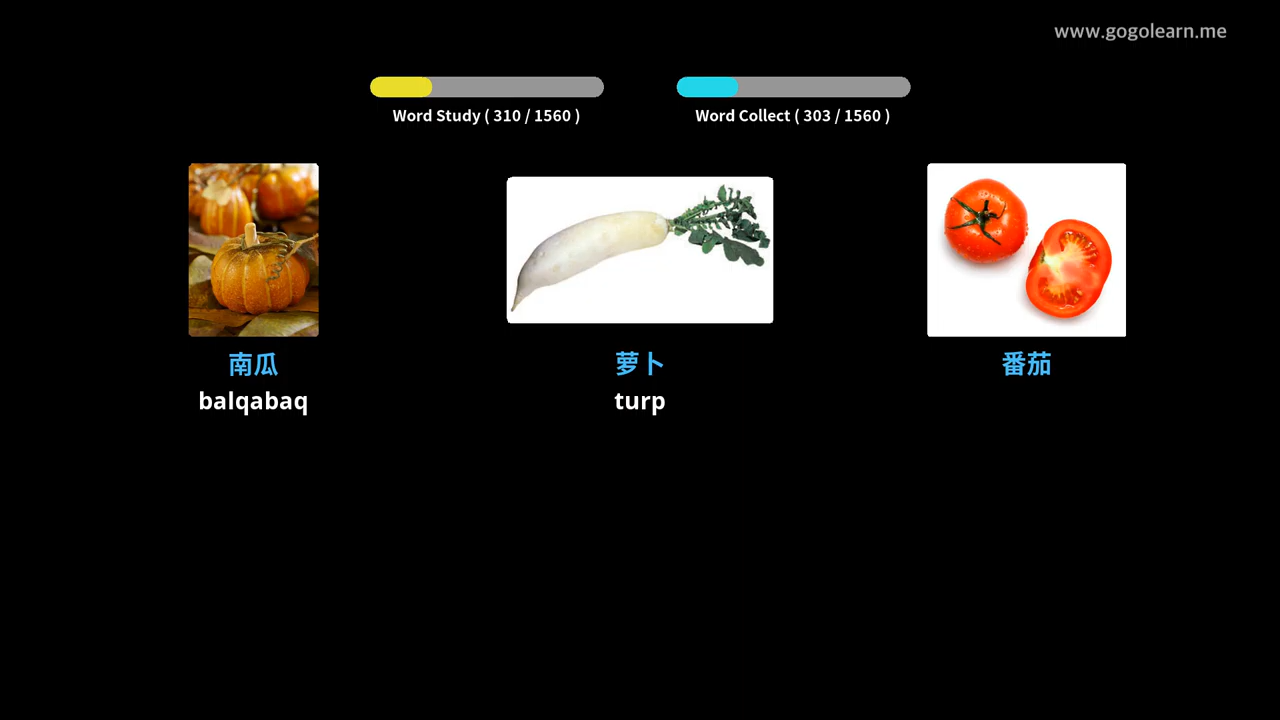 www.gogolearn.me
Word Study ( 310 / 1560 )
Word Collect ( 303 / 1560 )
南瓜
balqabaq
萝卜
turp
番茄